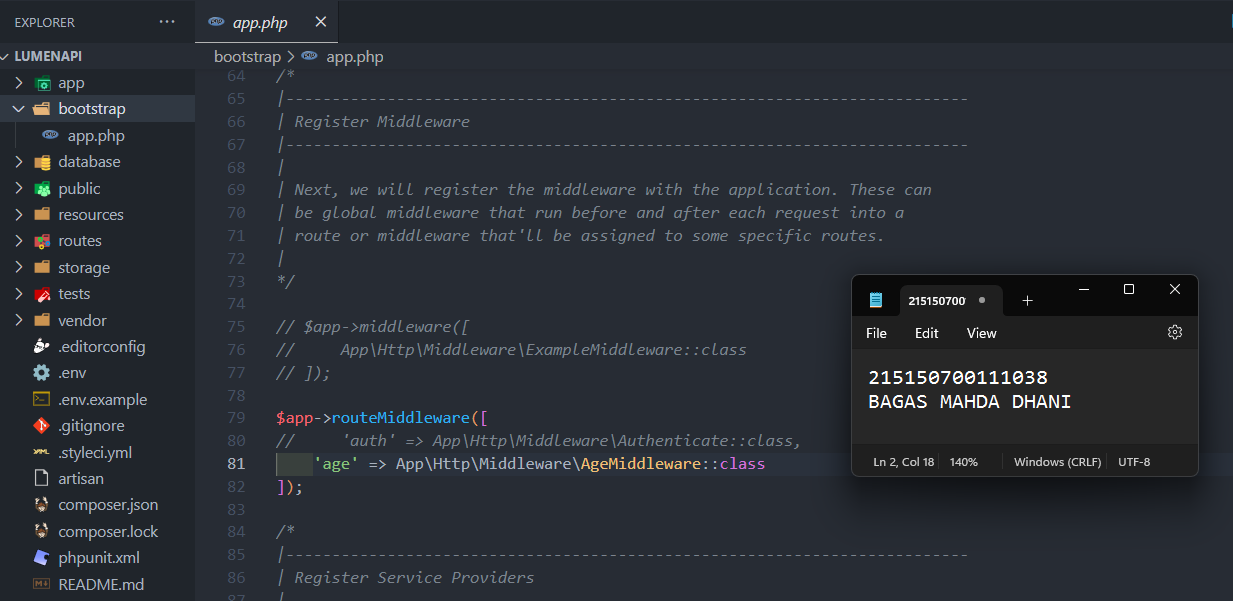 EXPLORER
···
app.php
LUMENAPI
app
bootstrap
app.php
database
public
resources
routes
storage
tests
vendor
.editorconfig
.env
.env.example
.gitignore
.styleci.yml
artisan
composer.json
composer.lock
phpunit.xml
README.md
bootstrap > app.php
64 /*
65 |--------------------------------------------------------------------------
66 | Register Middleware
67 |--------------------------------------------------------------------------
68 |
69 | Next, we will register the middleware with the application. These can
70 | be global middleware that run before and after each request into a
71 | route or middleware that'll be assigned to some specific routes.
72 |
73 */
74
75 // $app->middleware([
76 //     App\Http\Middleware\ExampleMiddleware::class
77 // ]);
78
79 $app->routeMiddleware([
80 //     'auth' => App\Http\Middleware\Authenticate::class,
81     'age' => App\Http\Middleware\AgeMiddleware::class
82 ]);
83
84 /*
85 |--------------------------------------------------------------------------
86 | Register Service Providers
87 |
215150700
File Edit View
215150700111038
BAGAS MAHDA DHANI
Ln 2, Col 18 140% Windows (CRLF) UTF-8